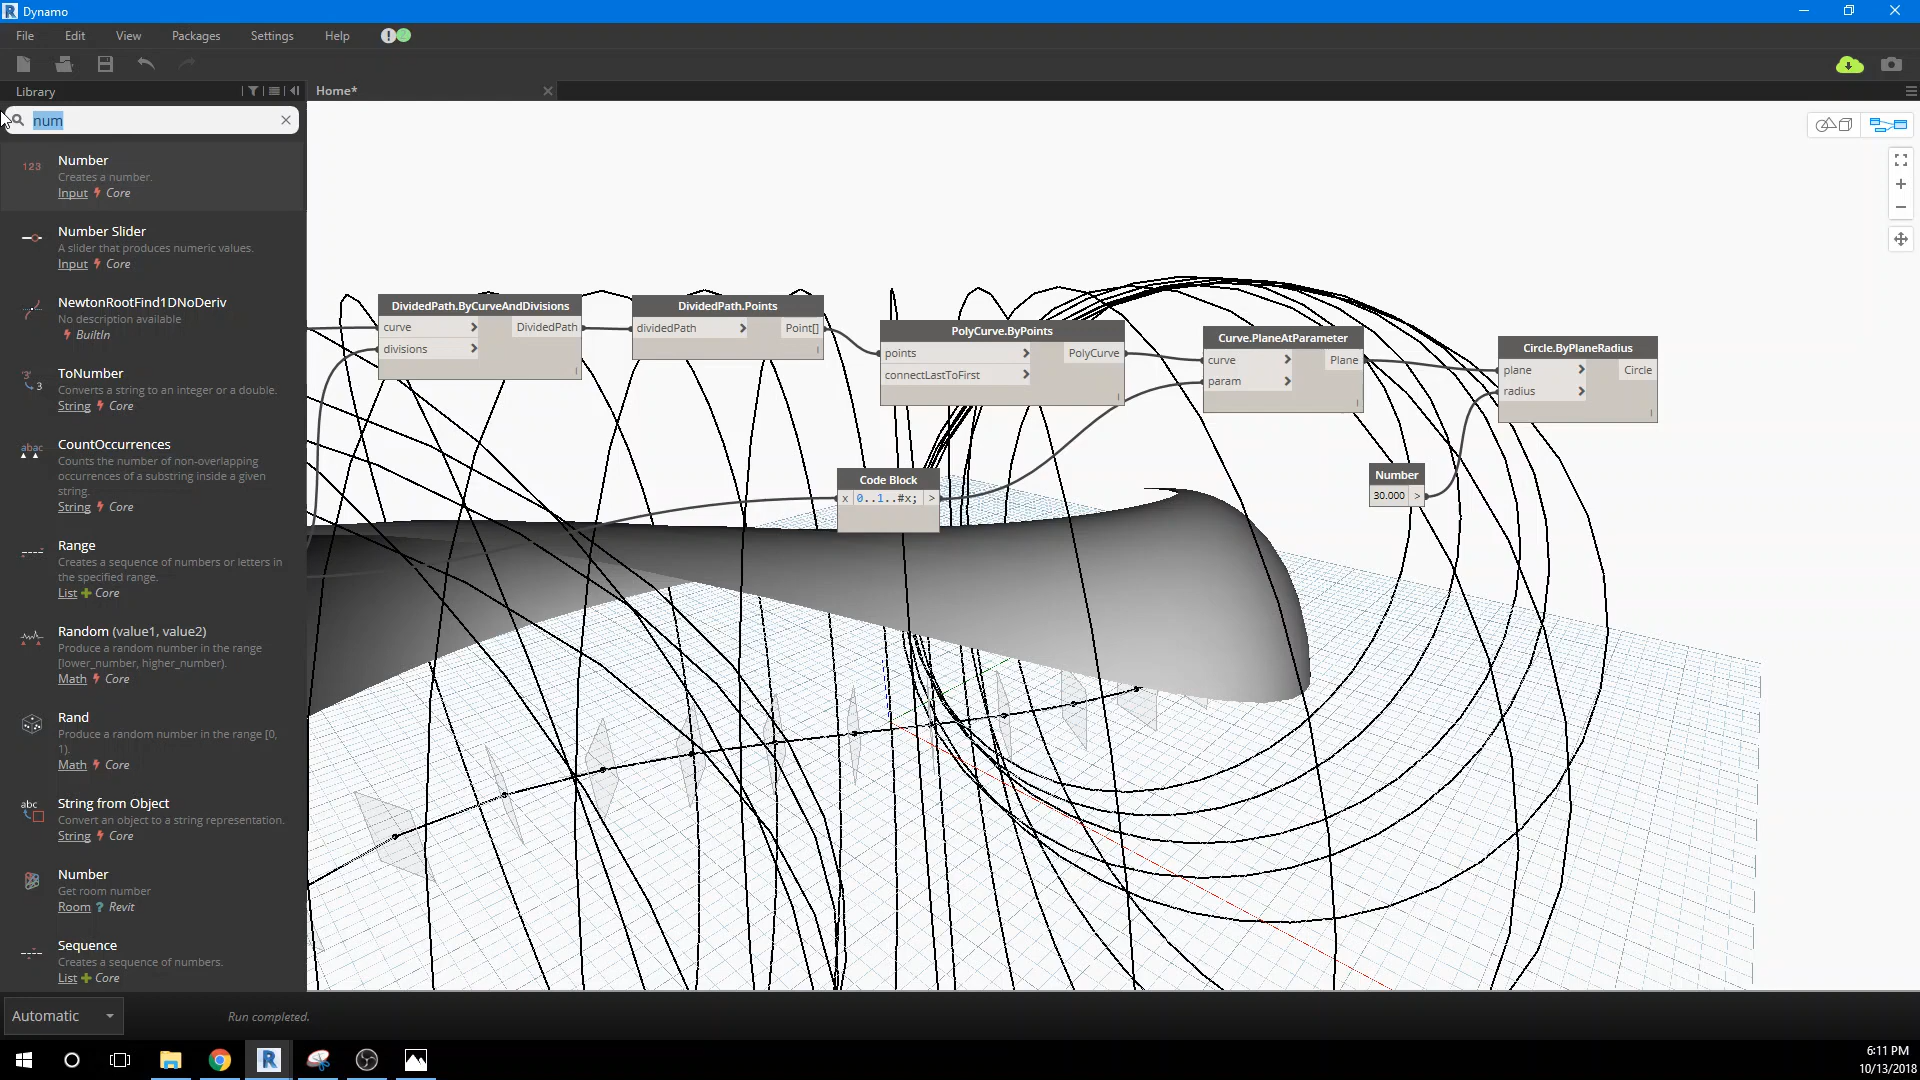 Dynamo
File Edit View Packages Settings Help
Library
Home*
num
Number
Creates a number.
Input Core
Number Slider
A slider that produces numeric values.
Input Core
NewtonRootFind1DNoDeriv
No description available
BuiltIn
ToNumber
Converts a string to an integer or a double.
String Core
CountOccurrences
Counts the number of non-overlapping
occurrences of a substring inside a given
string.
String Core
Range
Creates a sequence of numbers or letters in
the specified range.
List Core
Random (value1, value2)
Produce a random number in the range
[lower_number, higher_number).
Math Core
Rand
Produce a random number in the range [0,
1).
Math Core
String from Object
Convert an object to a string representation.
String Core
Number
Get room number
Room ? Revit
Sequence
Creates a sequence of numbers.
List Core
DividedPath.ByCurveAndDivisions
curve > DividedPath
divisions >
DividedPath.Points
dividedPath > Point[]
PolyCurve.ByPoints
points > PolyCurve
connectLastToFirst >
Curve.PlaneAtParameter
curve > Plane
param >
Circle.ByPlaneRadius
plane > Circle
radius >
Number
30.000 >
Code Block
x 0..1..#x; >
Automatic
Run completed.
6:11 PM
10/13/2018